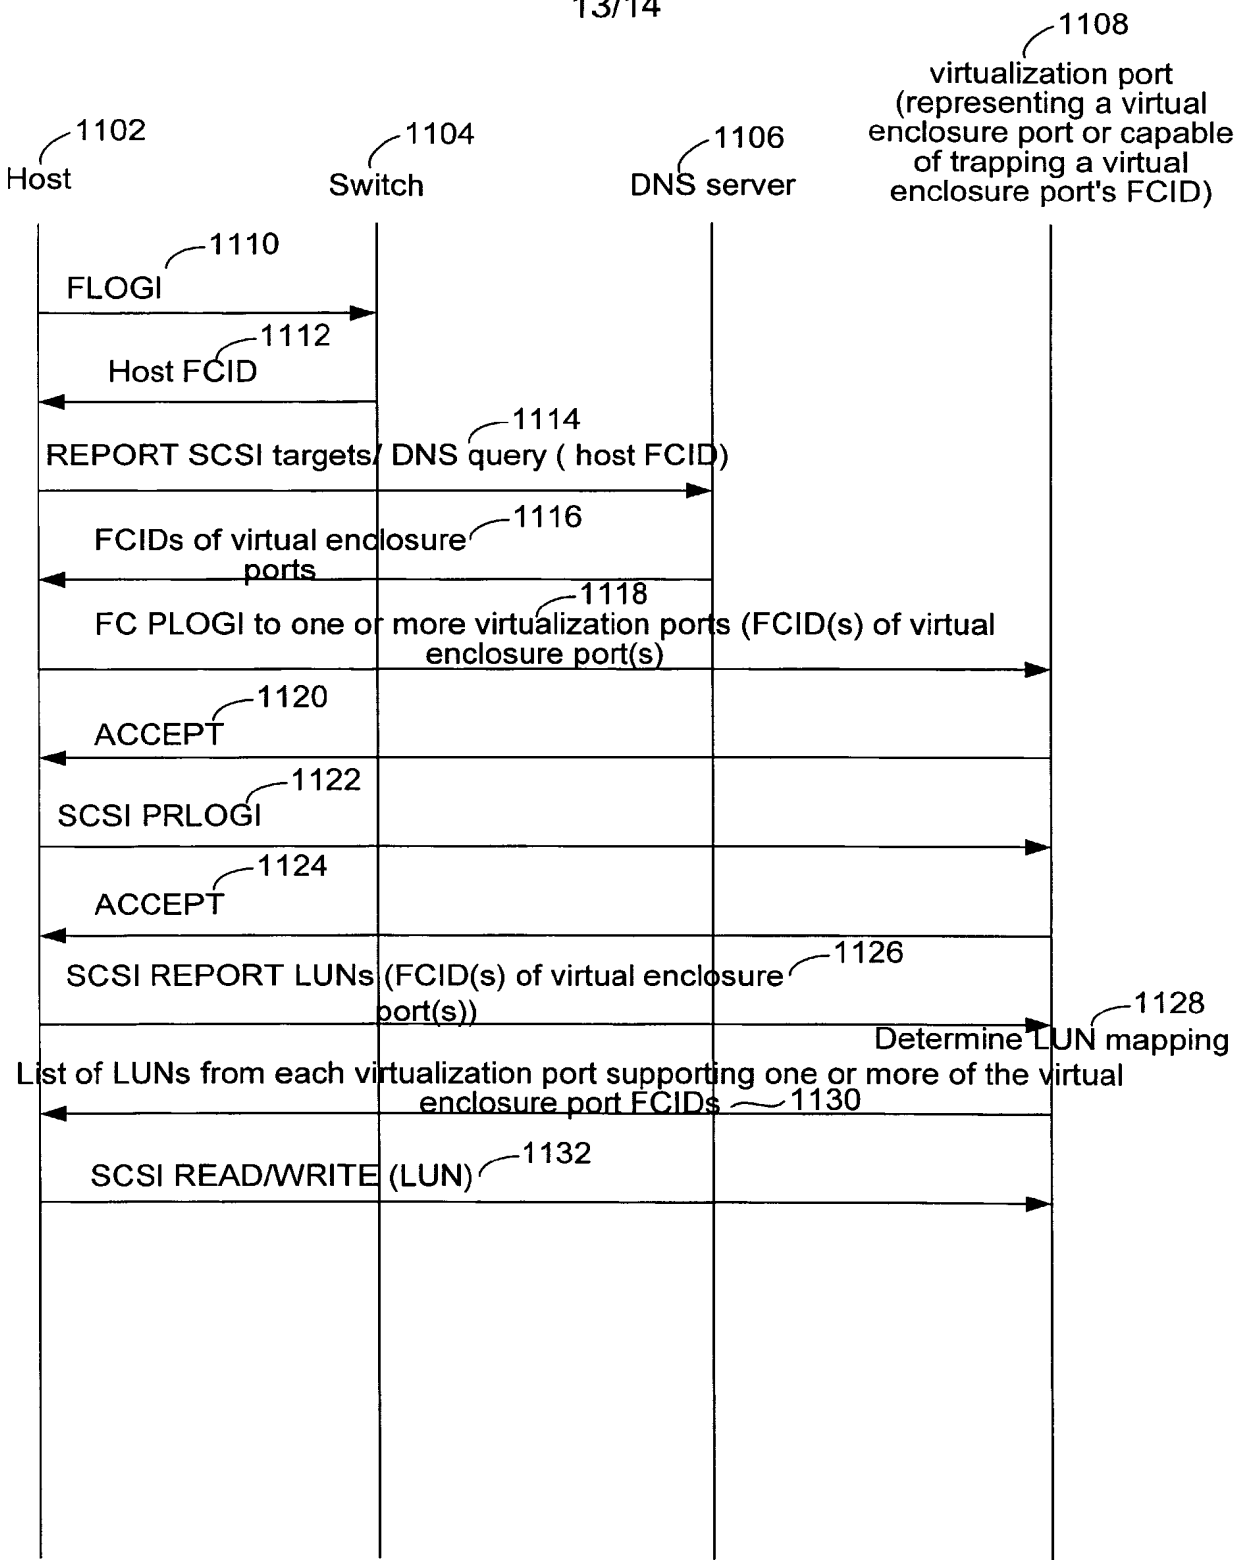 13/14
1108
virtualization port
(representing a virtual
enclosure port or capable
of trapping a virtual
enclosure port's FCID)
1102
Host
1104
Switch
1106
DNS server
1110
FLOGI
1112
Host FCID
1114
REPORT SCSI targets/ DNS query ( host FCID)
1116
FCIDs of virtual enclosure
ports
1118
FC PLOGI to one or more virtualization ports (FCID(s) of virtual
enclosure port(s)
1120
ACCEPT
1122
SCSI PRLOGI
1124
ACCEPT
1126
SCSI REPORT LUNs (FCID(s) of virtual enclosure
port(s))
1128
Determine LUN mapping
List of LUNs from each virtualization port supporting one or more of the virtual
enclosure port FCIDs 1130
1132
SCSI READ/WRITE (LUN)